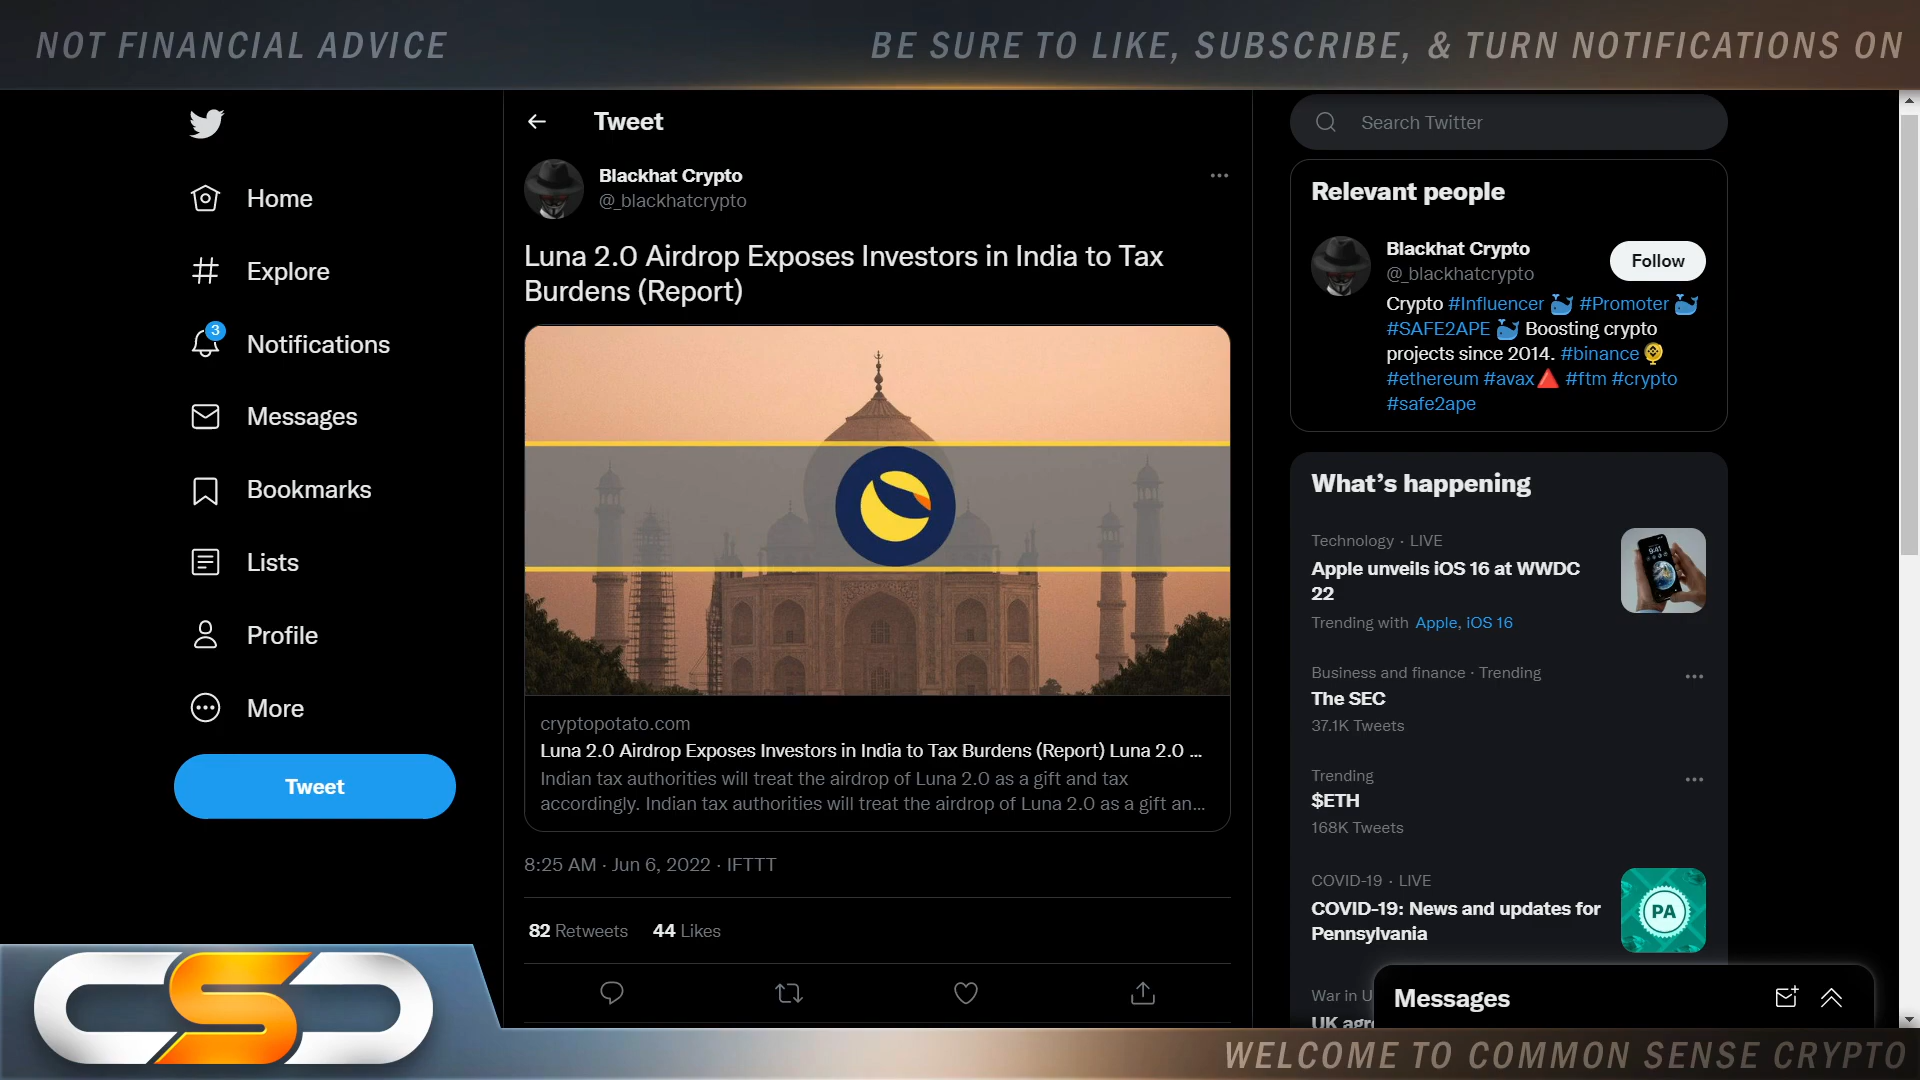 NOT FINANCIAL ADVICE
BE SURE TO LIKE, SUBSCRIBE, & TURN NOTIFICATIONS ON
Home
Explore
3
Notifications
Messages
Bookmarks
Lists
Profile
More
Tweet
Tweet
Blackhat Crypto
@_blackhatcrypto
Luna 2.0 Airdrop Exposes Investors in India to Tax
Burdens (Report)
cryptopotato.com
Luna 2.0 Airdrop Exposes Investors in India to Tax Burdens (Report) Luna 2.0 ...
Indian tax authorities will treat the airdrop of Luna 2.0 as a gift and tax
accordingly. Indian tax authorities will treat the airdrop of Luna 2.0 as a gift an...
8:25 AM · Jun 6, 2022 · IFTTT
82 Retweets 44 Likes
Search Twitter
Relevant people
Blackhat Crypto
@_blackhatcrypto
Follow
Crypto #Influencer 🐳 #Promoter 🐳
#SAFE2APE 🐳 Boosting crypto
projects since 2014. #binance
#ethereum #avax🔺 #ftm #crypto
#safe2ape
What's happening
Technology · LIVE
Apple unveils iOS 16 at WWDC
22
Trending with Apple, iOS 16
9:41
Business and finance · Trending
The SEC
37.1K Tweets
Trending
$ETH
168K Tweets
COVID-19 · LIVE
COVID-19: News and updates for
Pennsylvania
PA
War in U
UK agr
Messages
CSC
WELCOME TO COMMON SENSE CRYPTO